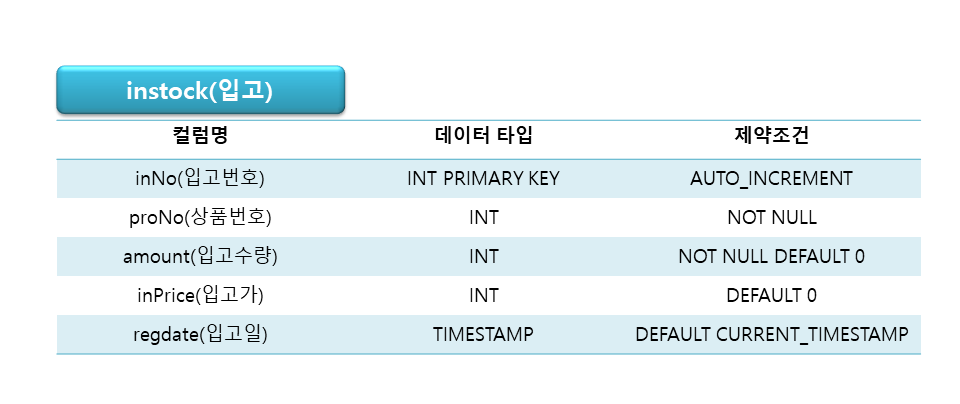 instock(입고)
컬럼명 데이터 타입 제약조건
inNo(입고번호) INT PRIMARY KEY AUTO_INCREMENT
proNo(상품번호) INT NOT NULL
amount(입고수량) INT NOT NULL DEFAULT 0
inPrice(입고가) INT DEFAULT 0
regdate(입고일) TIMESTAMP DEFAULT CURRENT_TIMESTAMP